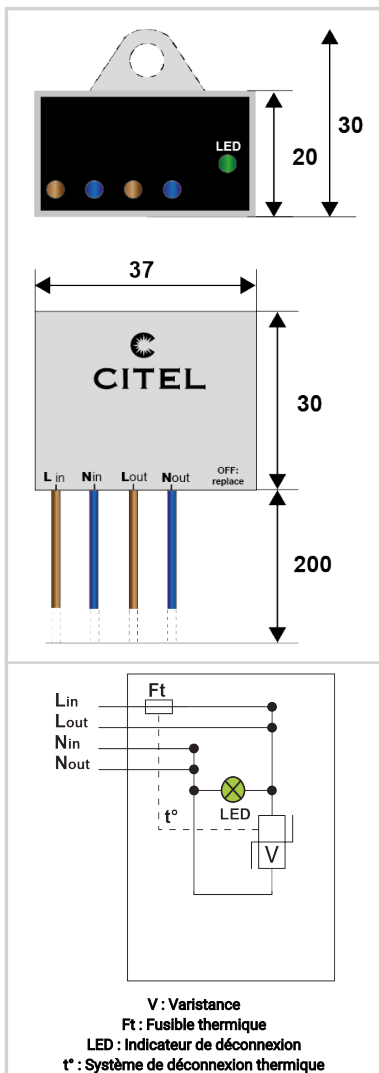 30
LED
20
37
CITEL
30
L in Nin Lout Nout OFF: replace
200
Lin
Ft
Lout
Nin
Nout
LED
t°
V
V : Varistance
Ft : Fusible thermique
LED : Indicateur de déconnexion
t° : Système de déconnexion thermique